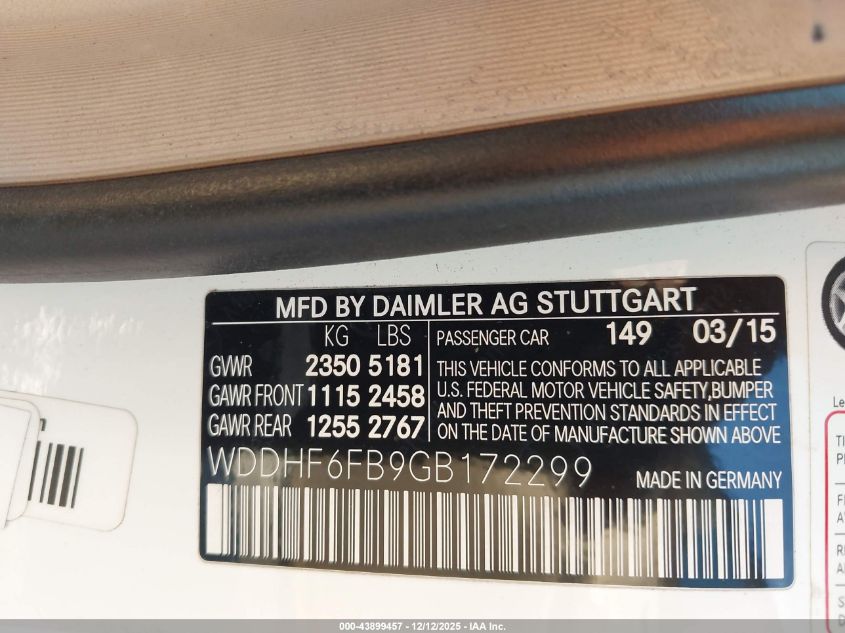 MFD BY DAIMLER AG STUTTGART
KG LBS
GVWR 2350 5181
GAWR FRONT 1115 2458
GAWR REAR 1255 2767
PASSENGER CAR 149 03/15
THIS VEHICLE CONFORMS TO ALL APPLICABLE
U.S. FEDERAL MOTOR VEHICLE SAFETY,BUMPER
AND THEFT PREVENTION STANDARDS IN EFFECT
ON THE DATE OF MANUFACTURE SHOWN ABOVE
WDDHF6FB9GB172299 MADE IN GERMANY
Le
TI
F
A
RI
S
000-43899457 - 12/12/2025 - IAA Inc.